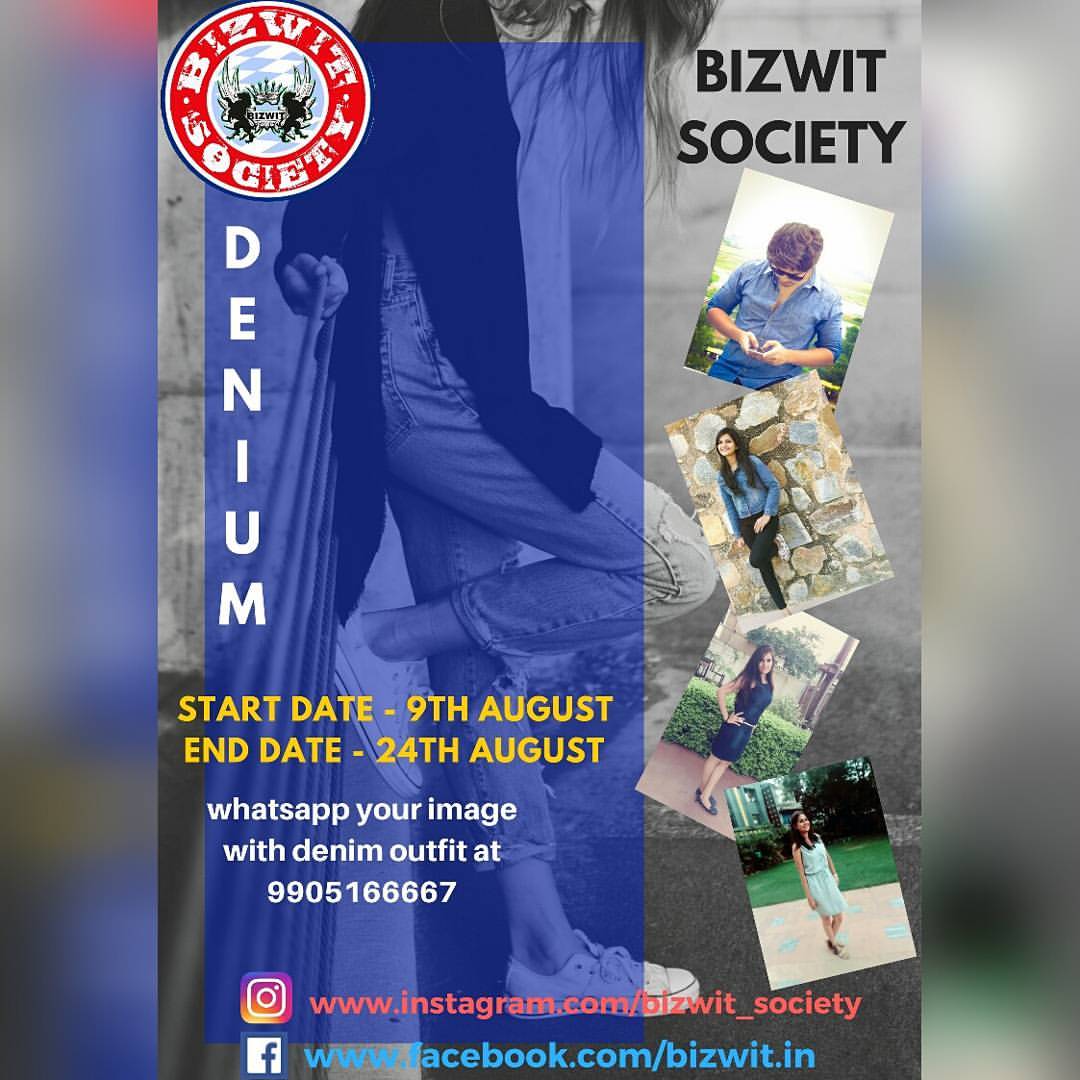 BIZWIT SOCIETY
BIZWIT
BIZWIT
SOCIETY
DENIUM
START DATE - 9TH AUGUST
END DATE - 24TH AUGUST
whatsapp your image
with denim outfit at
9905166667
www.instagram.com/bizwit_society
www.facebook.com/bizwit.in